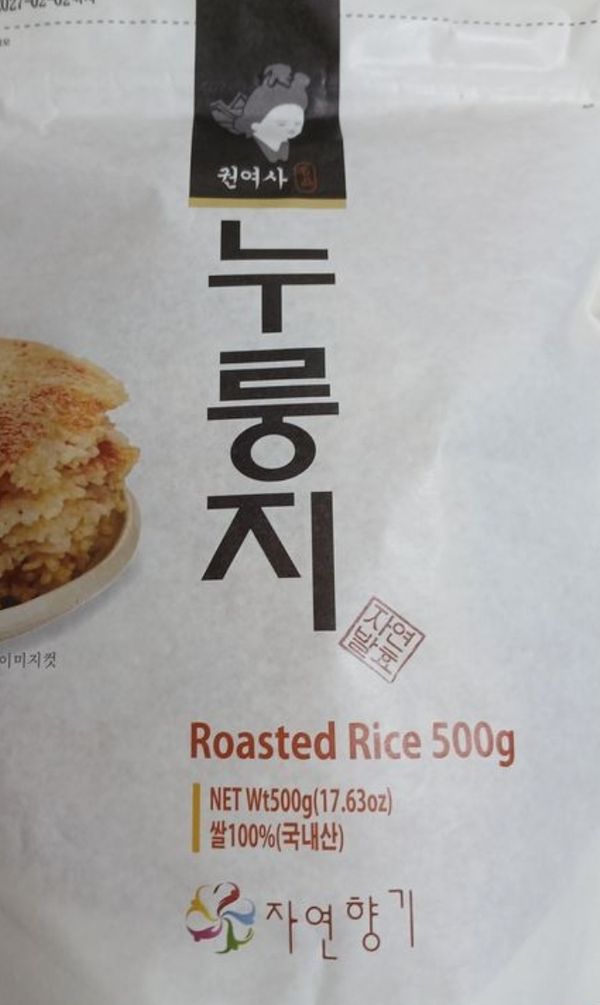 권여사
누룽지
자연
발효
이미지컷
Roasted Rice 500g
NET Wt500g(17.63oz)
쌀100%(국내산)
자연향기